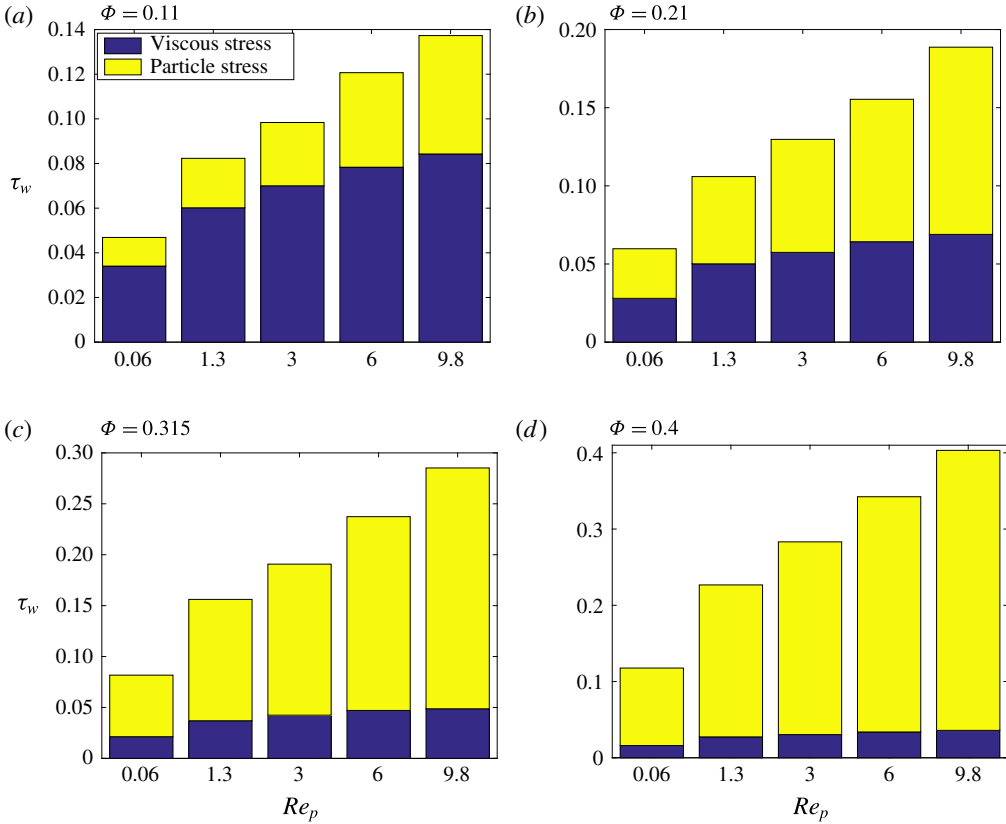 (a) Φ = 0.11
0.14
0.12
0.10
0.08
0.06
0.04
0.02
0
τw
Viscous stress
Particle stress
0.06 1.3 3 6 9.8
(b) Φ = 0.21
0.20
0.15
0.10
0.05
0
0.06 1.3 3 6 9.8
(c) Φ = 0.315
0.30
0.25
0.20
0.15
0.10
0.05
0
τw
0.06 1.3 3 6 9.8
Rep
(d) Φ = 0.4
0.4
0.3
0.2
0.1
0
0.06 1.3 3 6 9.8
Rep